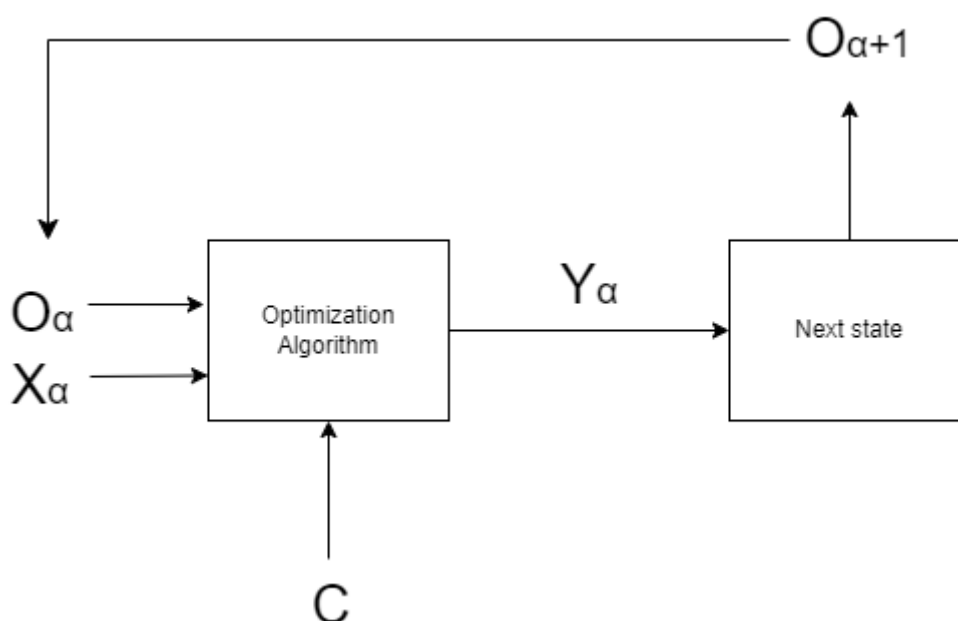 Oα+1
Oα
Xα
Optimization
Algorithm
Yα
Next state
C